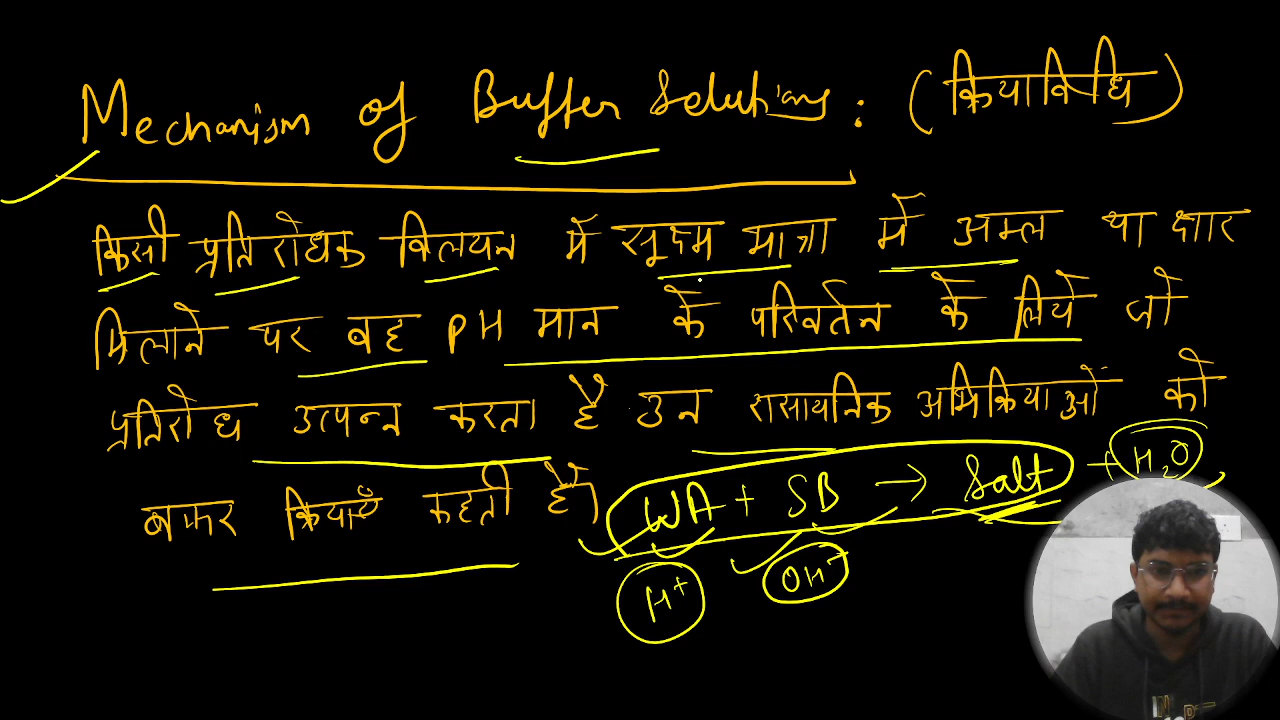 Mechanism of Buffer Solutions : (क्रियाविधि)
किसी प्रतिरोधक विलयन में सूक्ष्म मात्रा में अम्ल या क्षार
मिलाने पर वह PH मान के परिवर्तन के लिये जो
प्रतिरोध उत्पन्न करता है उन रासायनिक अभिक्रियाओं को
बफर क्रियाएँ कहती हैं।
WA + SB → Salt + H₂O
H⁺ OH⁻